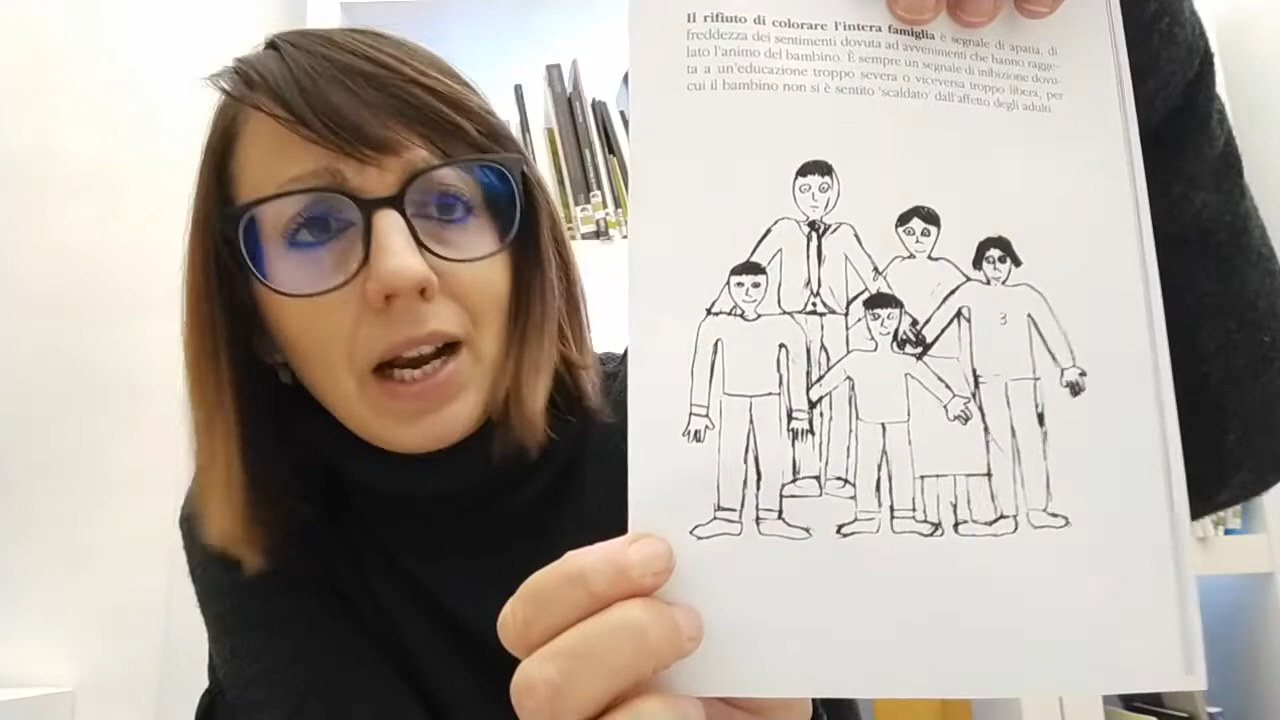 Il rifiuto di colorare l'intera famiglia è segnale di apatia, di
freddezza dei sentimenti dovuta ad avvenimenti che hanno ragge-
lato l'animo del bambino. È sempre un segnale di inibizione dovu-
ta a un'educazione troppo severa o viceversa troppo libera, per
cui il bambino non si è sentito 'scaldato' dall'affetto degli adulti.
3